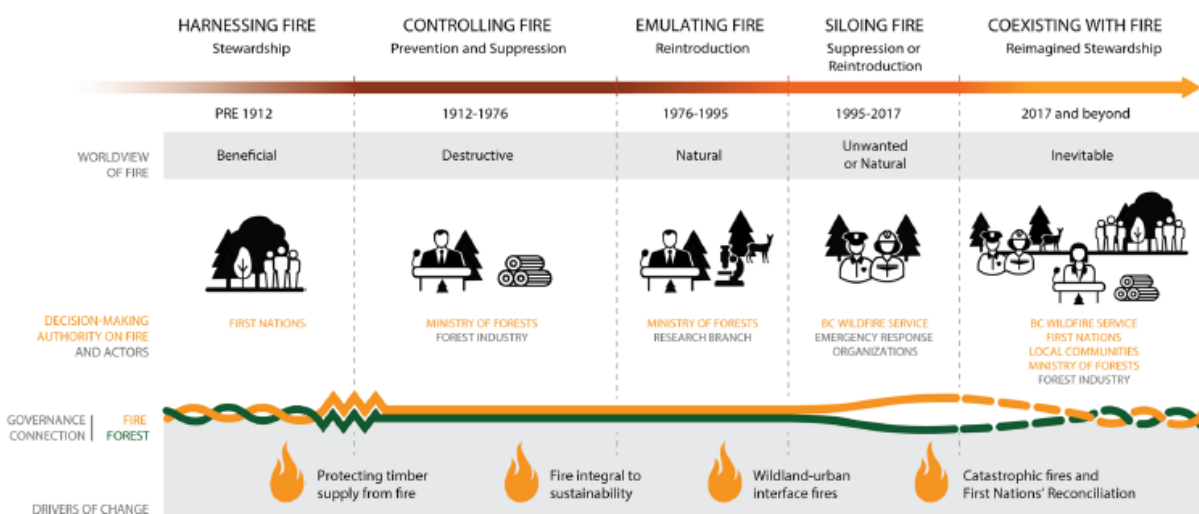 HARNESSING FIRE
Stewardship
CONTROLLING FIRE
Prevention and Suppression
EMULATING FIRE
Reintroduction
SILOING FIRE
Suppression or
Reintroduction
COEXISTING WITH FIRE
Reimagined Stewardship
PRE 1912
1912-1976
1976-1995
1995-2017
2017 and beyond
WORLDVIEW
OF FIRE
Beneficial
Destructive
Natural
Unwanted
or Natural
Inevitable
DECISION-MAKING
AUTHORITY ON FIRE
AND ACTORS
FIRST NATIONS
MINISTRY OF FORESTS
FOREST INDUSTRY
MINISTRY OF FORESTS
RESEARCH BRANCH
BC WILDFIRE SERVICE
EMERGENCY RESPONSE
ORGANIZATIONS
BC WILDFIRE SERVICE
FIRST NATIONS
LOCAL COMMUNITIES
MINISTRY OF FORESTS
FOREST INDUSTRY
GOVERNANCE
CONNECTION
FIRE
FOREST
DRIVERS OF CHANGE
Protecting timber
supply from fire
Fire integral to
sustainability
Wildland-urban
interface fires
Catastrophic fires and
First Nations' Reconciliation